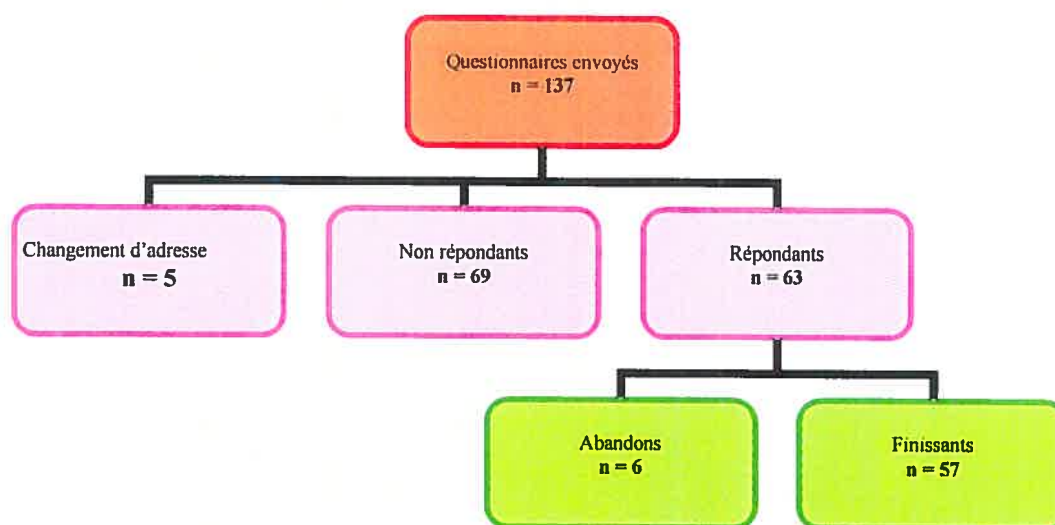 Questionnaires envoyés
n = 137
Changement d'adresse
n = 5
Non répondants
n = 69
Répondants
n = 63
Abandons
n = 6
Finissants
n = 57